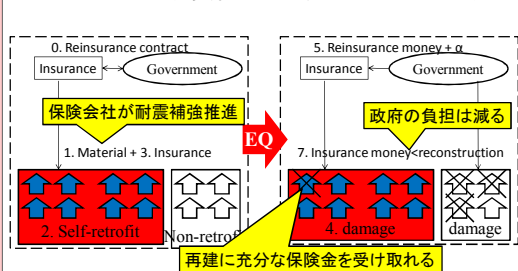 0. Reinsurance contract
Insurance
Government
保険会社が耐震補強推進
1. Material + 3. Insurance
2. Self-retrofit
Non-retrofit
EQ
5. Reinsurance money + α
Insurance
Government
政府の負担は減る
7. Insurance money<reconstruction
4. damage
damage
再建に充分な保険金を受け取れる